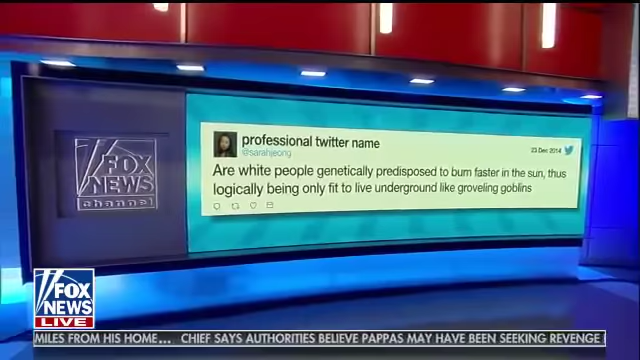 professional twitter name
@sarahjeong
23 Dec 2014
Are white people genetically predisposed to burn faster in the sun, thus
logically being only fit to live underground like groveling goblins
FOX
NEWS
channel
FOX
NEWS
LIVE
MILES FROM HIS HOME... CHIEF SAYS AUTHORITIES BELIEVE PAPPAS MAY HAVE BEEN SEEKING REVENGE